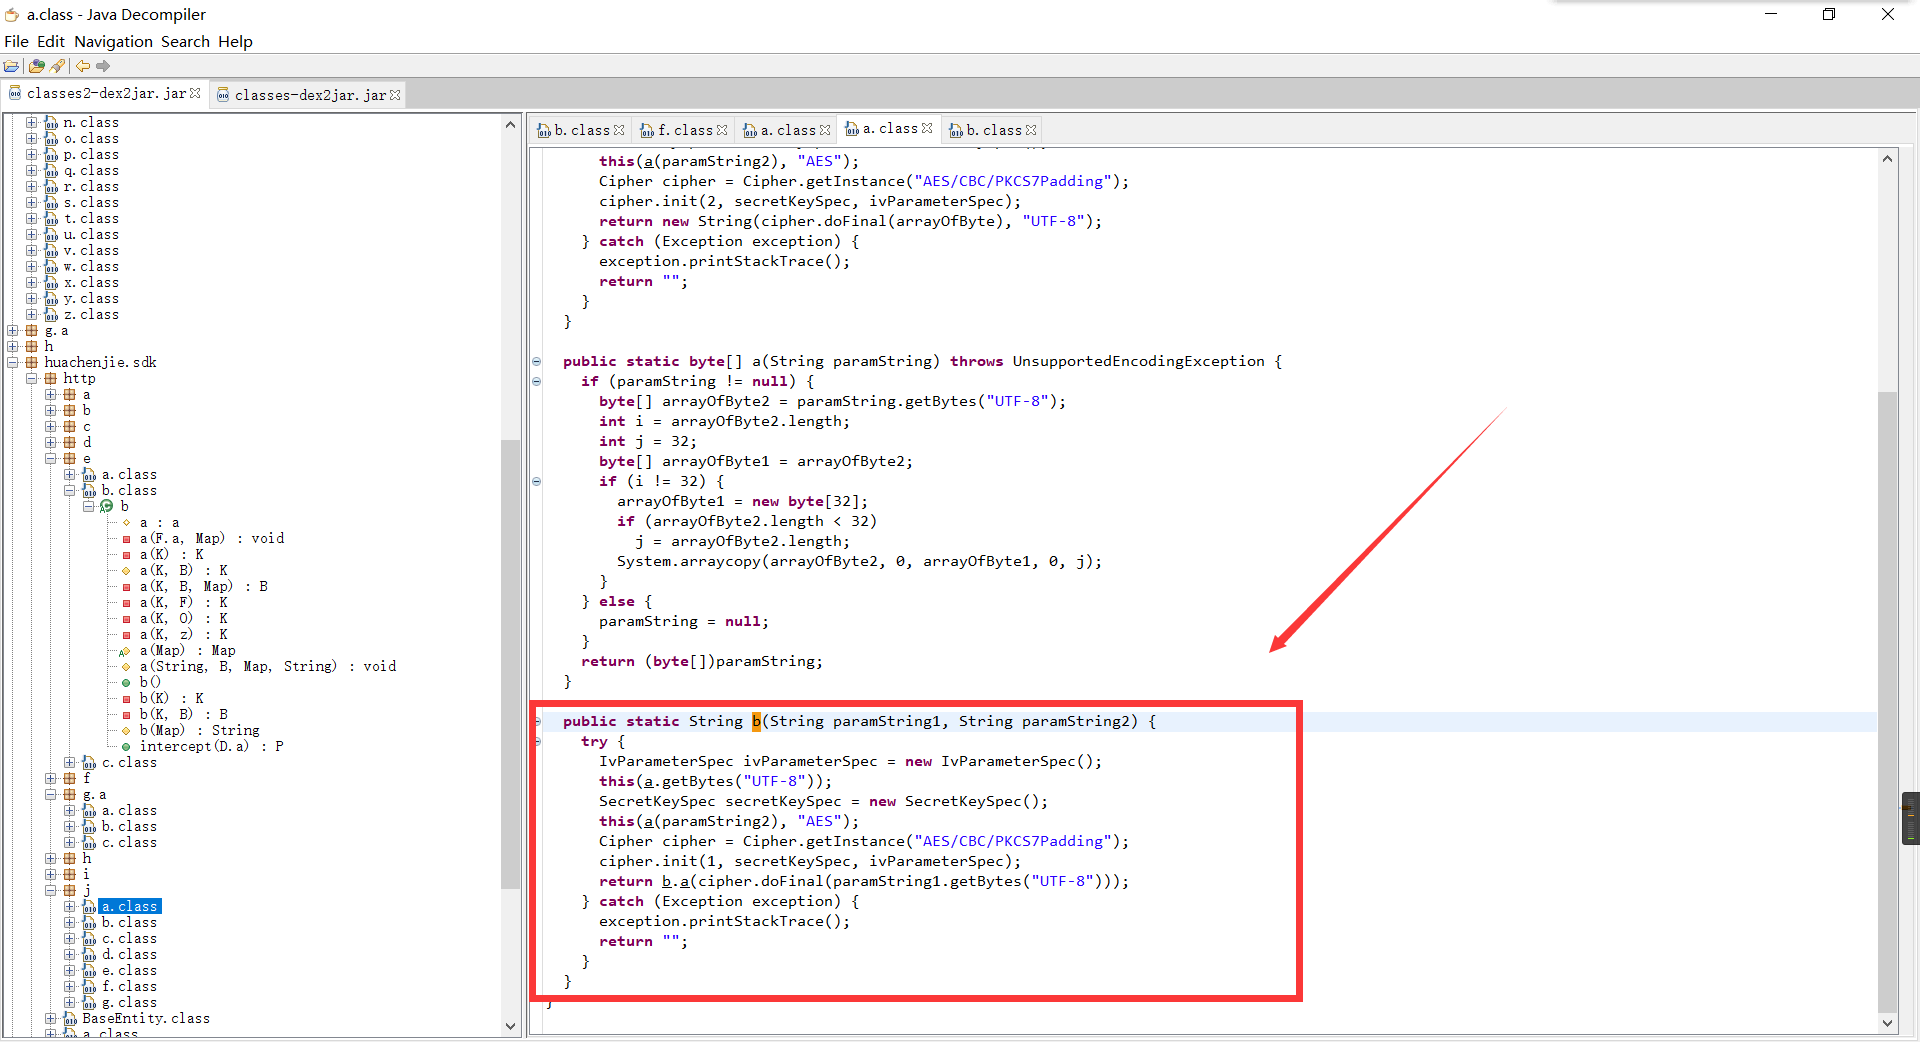 a.class - Java Decompiler
File Edit Navigation Search Help
classes2-dex2jar.jar
classes-dex2jar.jar
n.class
o.class
p.class
q.class
r.class
s.class
t.class
u.class
v.class
w.class
x.class
y.class
z.class
g.a
h
huachenjie.sdk
http
a
b
c
d
e
a.class
b.class
b
a : a
a(F.a, Map) : void
a(K) : K
a(K, B) : K
a(K, B, Map) : B
a(K, F) : K
a(K, O) : K
a(K, z) : K
a(Map) : Map
a(String, B, Map, String) : void
b()
b(K) : K
b(K, B) : B
b(Map) : String
intercept(D.a) : P
c.class
f
g.a
a.class
b.class
c.class
h
i
j
a.class
b.class
c.class
d.class
e.class
f.class
g.class
BaseEntity.class
a.class
b.class
f.class
a.class
a.class
b.class
this(a(paramString2), "AES");
Cipher cipher = Cipher.getInstance("AES/CBC/PKCS7Padding");
cipher.init(2, secretKeySpec, ivParameterSpec);
return new String(cipher.doFinal(arrayOfByte), "UTF-8");
} catch (Exception exception) {
exception.printStackTrace();
return "";
}
}
public static byte[] a(String paramString) throws UnsupportedEncodingException {
if (paramString != null) {
byte[] arrayOfByte2 = paramString.getBytes("UTF-8");
int i = arrayOfByte2.length;
int j = 32;
byte[] arrayOfByte1 = arrayOfByte2;
if (i != 32) {
arrayOfByte1 = new byte[32];
if (arrayOfByte2.length < 32)
j = arrayOfByte2.length;
System.arraycopy(arrayOfByte2, 0, arrayOfByte1, 0, j);
}
} else {
paramString = null;
}
return (byte[])paramString;
}
public static String b(String paramString1, String paramString2) {
try {
IvParameterSpec ivParameterSpec = new IvParameterSpec();
this(a.getBytes("UTF-8"));
SecretKeySpec secretKeySpec = new SecretKeySpec();
this(a(paramString2), "AES");
Cipher cipher = Cipher.getInstance("AES/CBC/PKCS7Padding");
cipher.init(1, secretKeySpec, ivParameterSpec);
return b.a(cipher.doFinal(paramString1.getBytes("UTF-8")));
} catch (Exception exception) {
exception.printStackTrace();
return "";
}
}
}